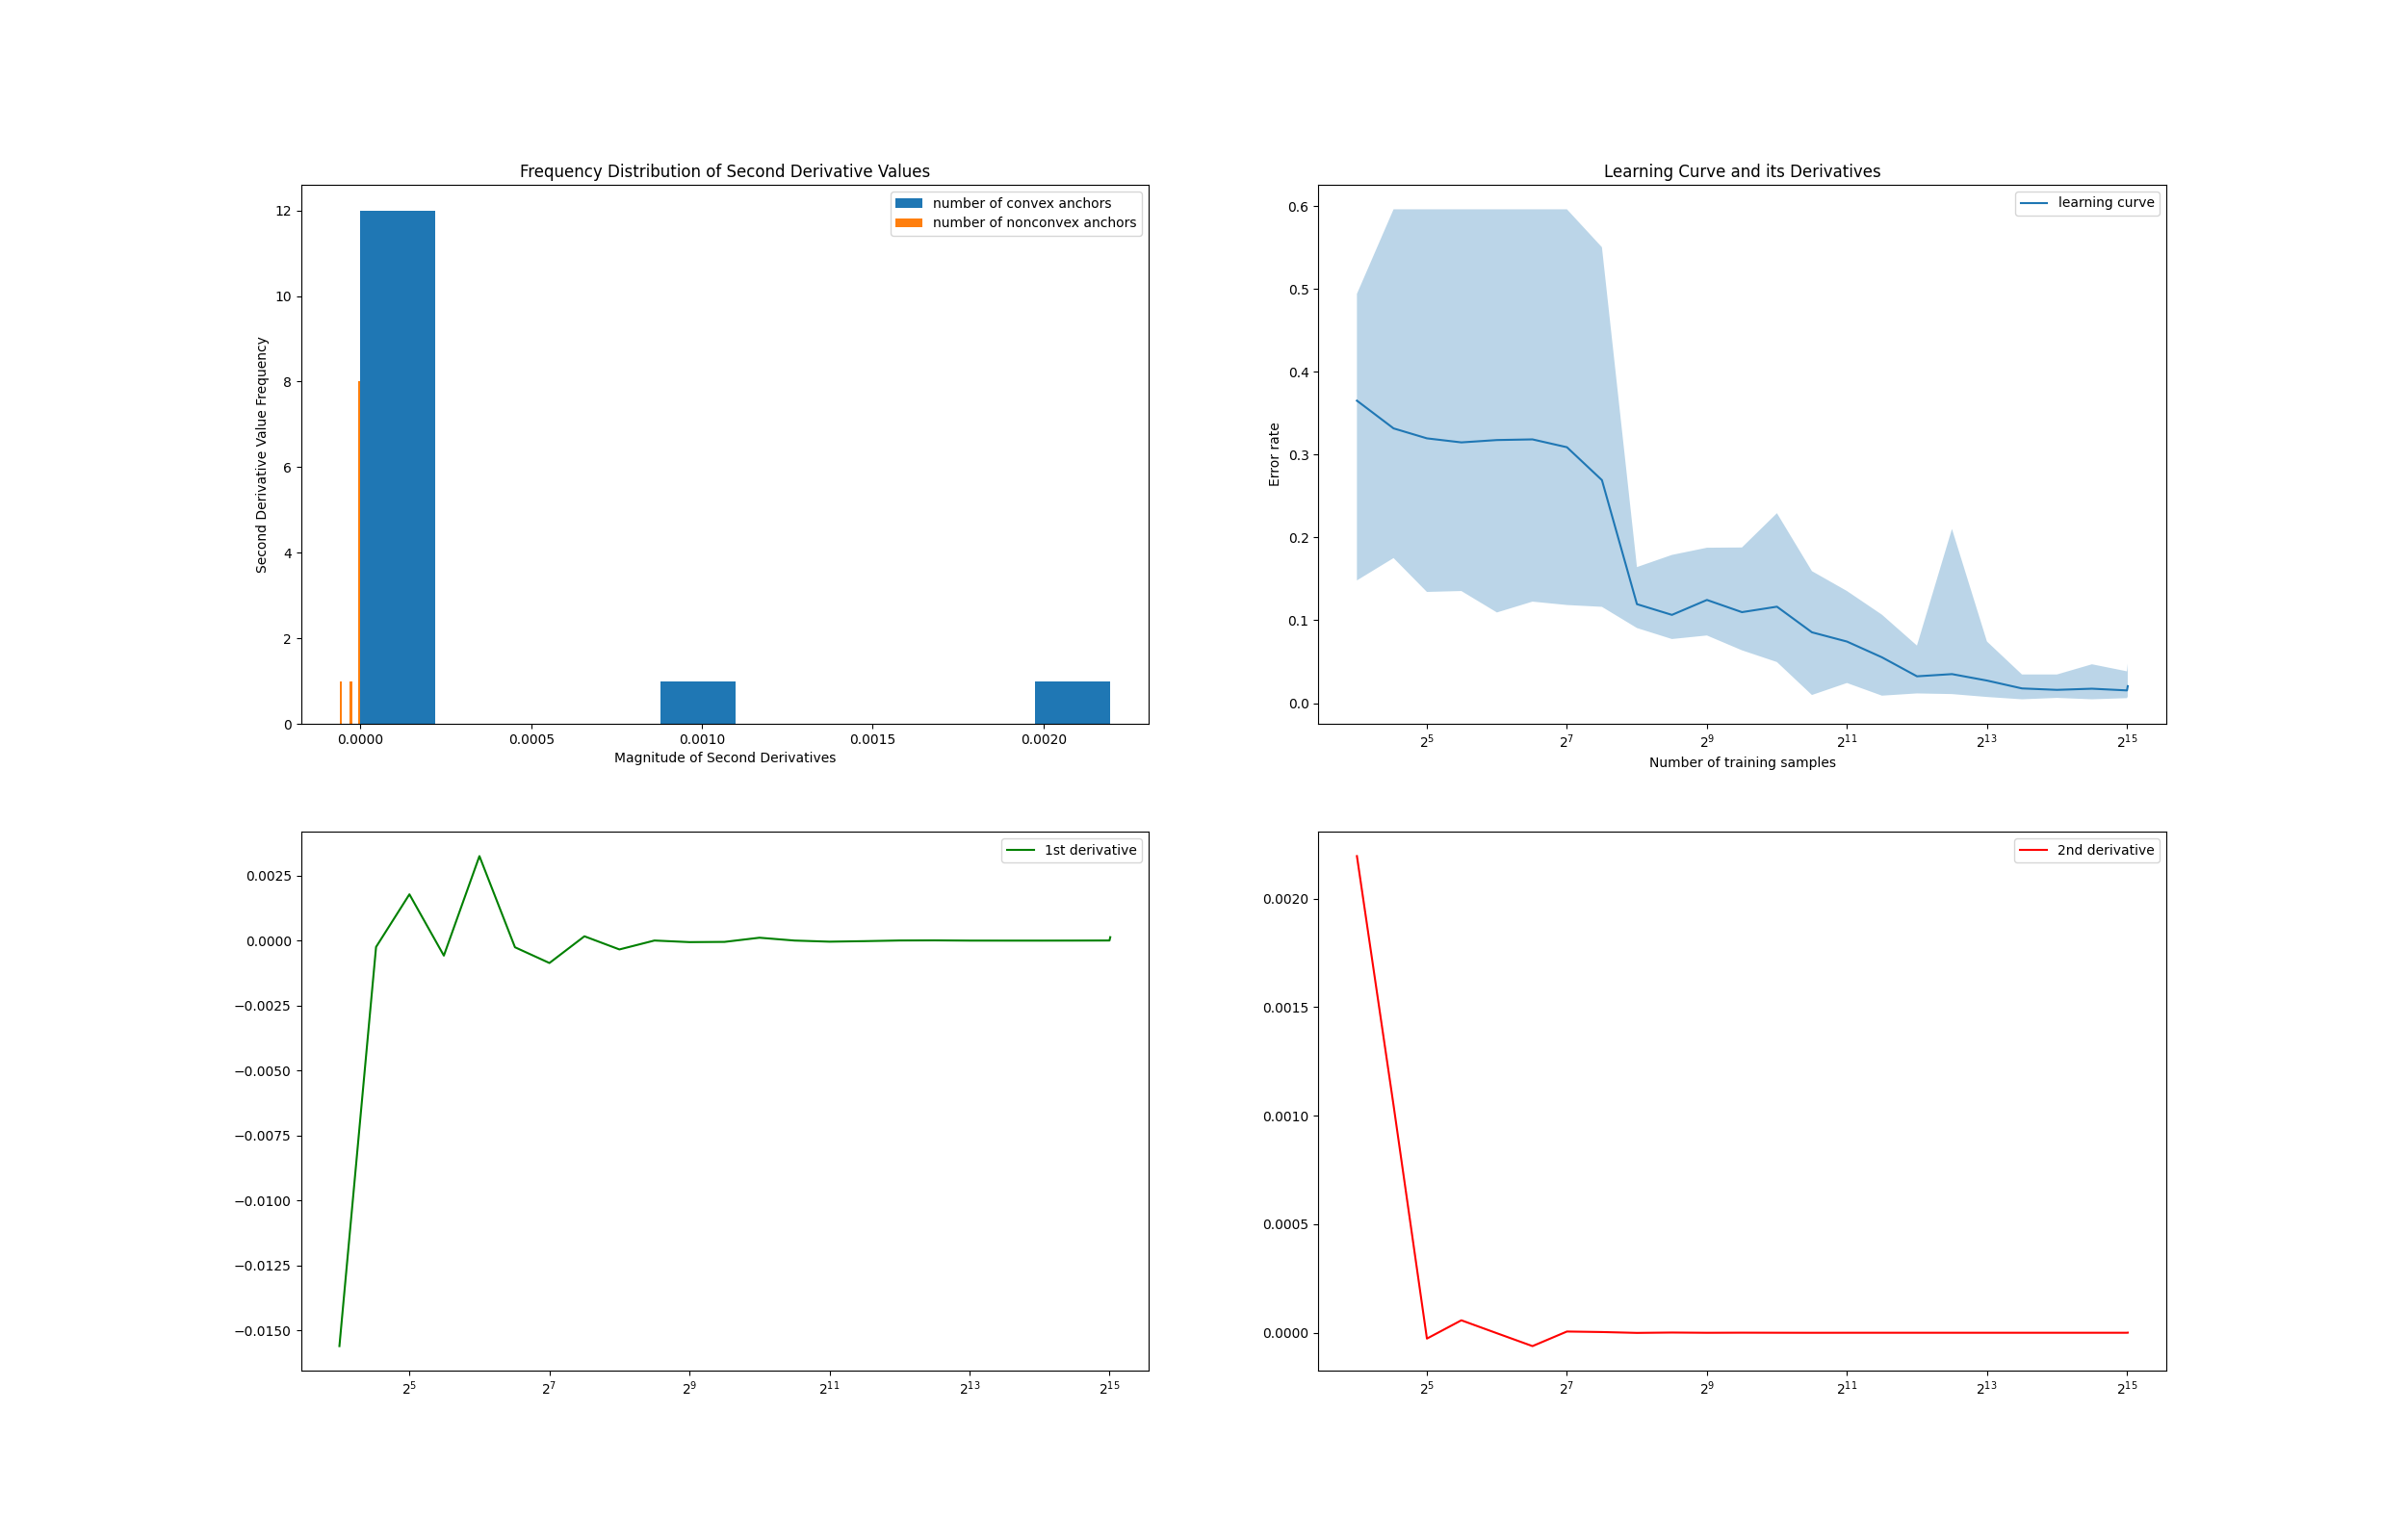 Frequency Distribution of Second Derivative Values
number of convex anchors
number of nonconvex anchors
12
10
8
6
4
2
0
Second Derivative Value Frequency
0.0000 0.0005 0.0010 0.0015 0.0020
Magnitude of Second Derivatives
Learning Curve and its Derivatives
learning curve
0.6
0.5
0.4
0.3
0.2
0.1
0.0
Error rate
2^5 2^7 2^9 2^11 2^13 2^15
Number of training samples
1st derivative
0.0025
0.0000
−0.0025
−0.0050
−0.0075
−0.0100
−0.0125
−0.0150
2^5 2^7 2^9 2^11 2^13 2^15
2nd derivative
0.0020
0.0015
0.0010
0.0005
0.0000
2^5 2^7 2^9 2^11 2^13 2^15